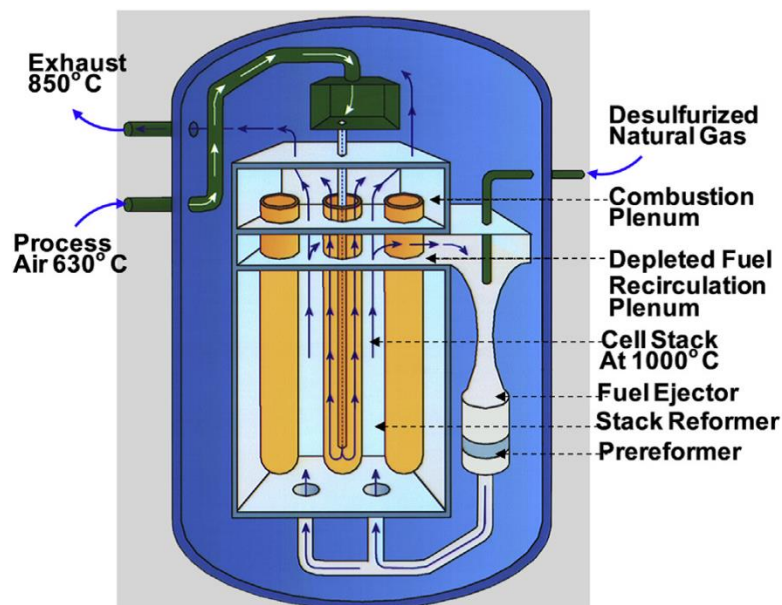 Exhaust
850° C
Process
Air 630° C
Desulfurized
Natural Gas
Combustion
Plenum
Depleted Fuel
Recirculation
Plenum
Cell Stack
At 1000° C
Fuel Ejector
Stack Reformer
Prereformer